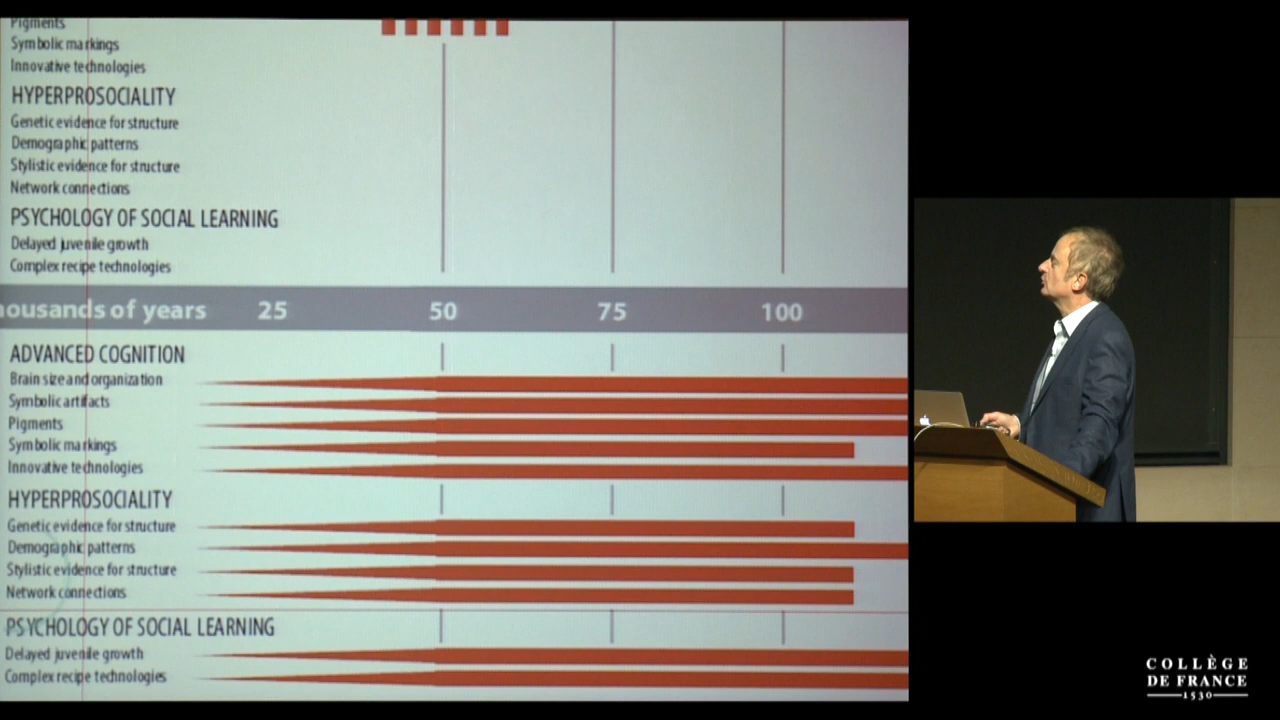 Pigments
Symbolic markings
Innovative technologies
HYPERPROSOCIALITY
Genetic evidence for structure
Demographic patterns
Stylistic evidence for structure
Network connections
PSYCHOLOGY OF SOCIAL LEARNING
Delayed juvenile growth
Complex recipe technologies
ousands of years 25 50 75 100
ADVANCED COGNITION
Brain size and organization
Symbolic artifacts
Pigments
Symbolic markings
Innovative technologies
HYPERPROSOCIALITY
Genetic evidence for structure
Demographic patterns
Stylistic evidence for structure
Network connections
PSYCHOLOGY OF SOCIAL LEARNING
Delayed juvenile growth
Complex recipe technologies
COLLÈGE
DE FRANCE
1530